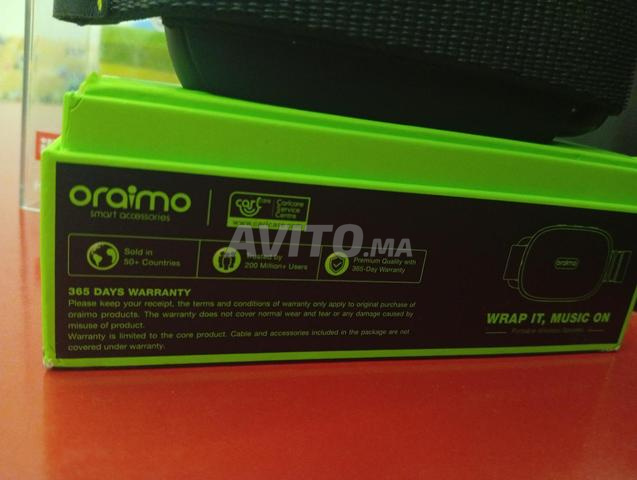 oraimo
smart accessories
carl care
Carlcare
Service
Centre
www.carlcare.com
AVITO.MA
Sold in
50+ Countries
Trusted by
200 Million+ Users
Premium Quality with
365-Day Warranty
oraimo
365 DAYS WARRANTY
Please keep your receipt, the terms and conditions of warranty only apply to original purchase of
oraimo products. The warranty does not cover normal wear and tear or any damage caused by
misuse of product.
Warranty is limited to the core product. Cable and accessories included in the package are not
covered under warranty.
WRAP IT, MUSIC ON
Portable Wireless Speaker